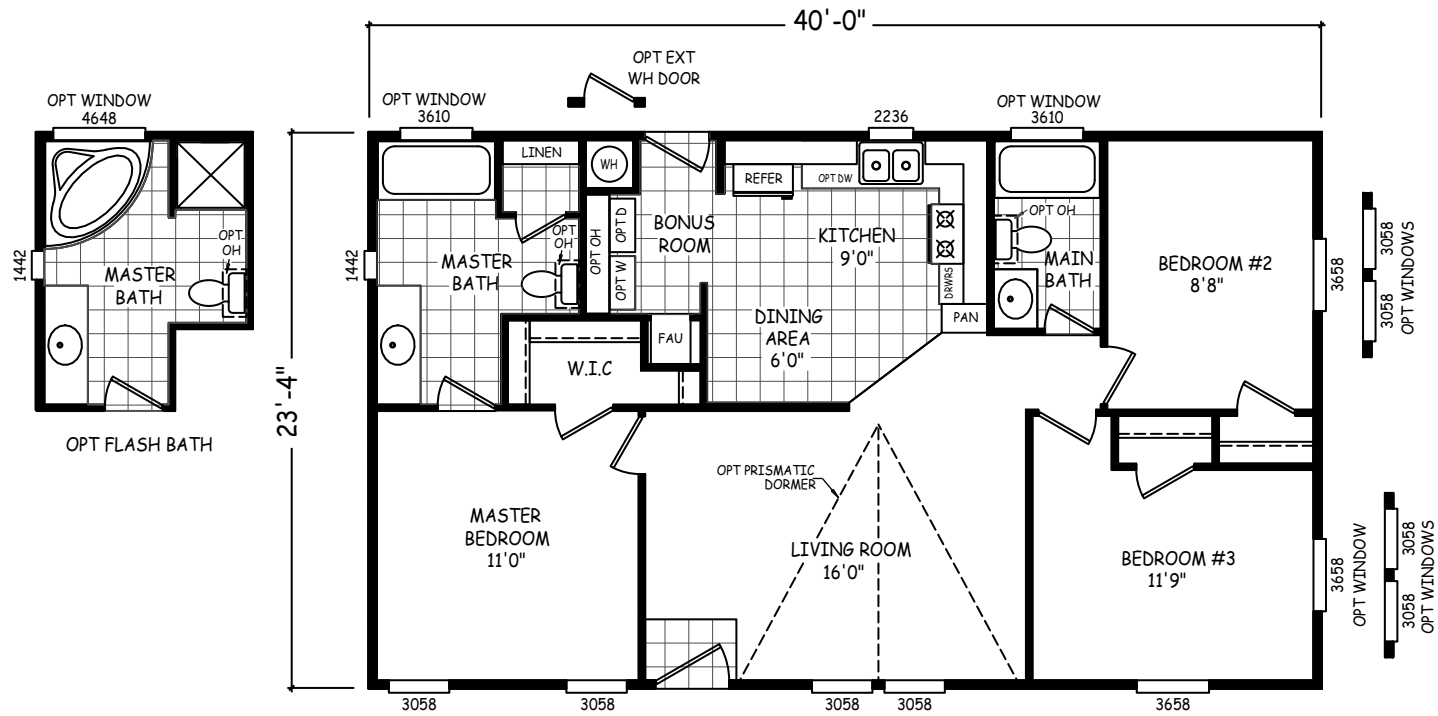 40'-0"
OPT EXT
WH DOOR
OPT WINDOW
4648
OPT WINDOW
3610
2236
OPT WINDOW
3610
LINEN
WH
REFER
OPT DW
OPT D
OPT OH
OPT W
BONUS
ROOM
KITCHEN
9'0"
OPT OH
MAIN
BATH
DRWRS
PAN
BEDROOM #2
8'8"
3658
3058
3058
OPT WINDOWS
1442
MASTER
BATH
OPT
OH
OPT FLASH BATH
23'-4"
1442
MASTER
BATH
OPT
OH
FAU
W.I.C
DINING
AREA
6'0"
OPT PRISMATIC
DORMER
MASTER
BEDROOM
11'0"
LIVING ROOM
16'0"
BEDROOM #3
11'9"
3658
OPT WINDOW
3058
3058
OPT WINDOWS
3058
3058
3058
3058
3658